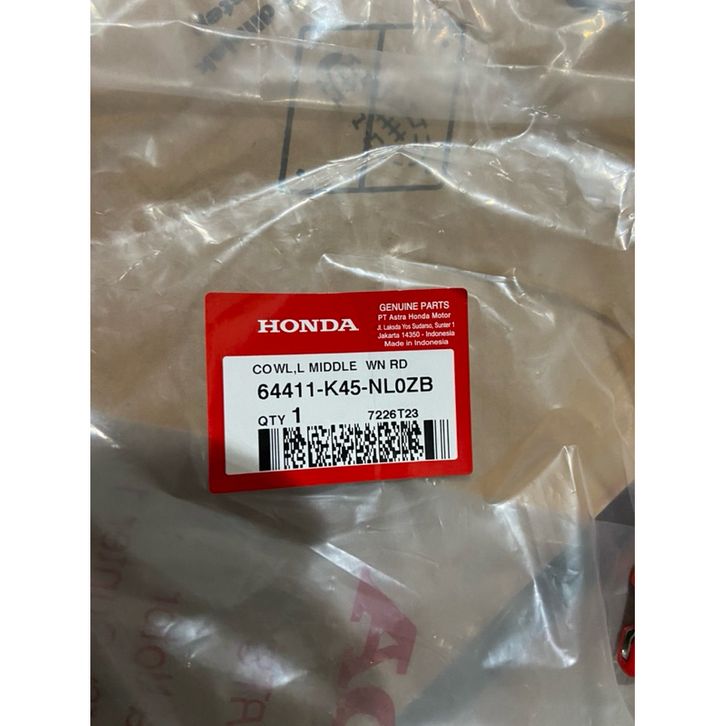 HONDA
GENUINE PARTS
PT Astra Honda Motor
Jl. Laksda Yos Sudarso, Sunter 1
Jakarta 14350 - Indonesia
Made in Indonesia
COWL,L MIDDLE WN RD
64411-K45-NL0ZB
QTY 1 7226T23